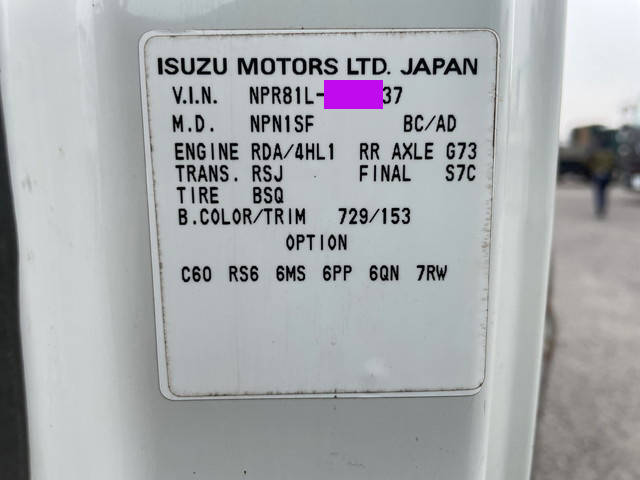 ISUZU MOTORS LTD. JAPAN
V.I.N. NPR81L- 37
M.D. NPN1SF BC/AD
ENGINE RDA/4HL1 RR AXLE G73
TRANS. RSJ FINAL S7C
TIRE BSQ
B.COLOR/TRIM 729/153
OPTION
C60 RS6 6MS 6PP 6QN 7RW